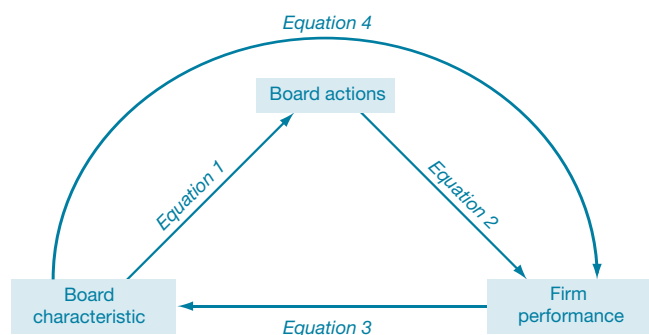 Equation 4
Board actions
Equation 1
Equation 2
Board
characteristic
Firm
performance
Equation 3